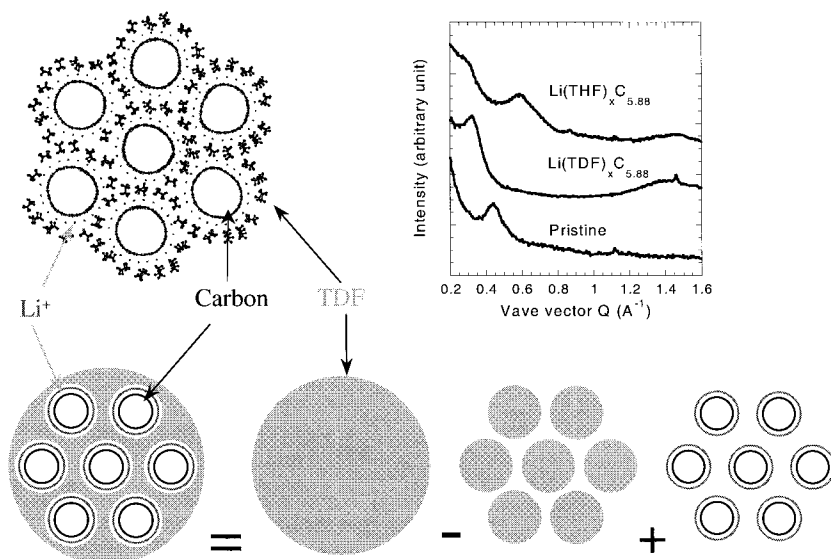 Li(THF)xC5.88
Li(TDF)xC5.88
Pristine
Intensity (arbitrary unit)
0.2 0.4 0.6 0.8 1 1.2 1.4 1.6
Vave vector Q (A-1)
Li+
Carbon
TDF
= - +